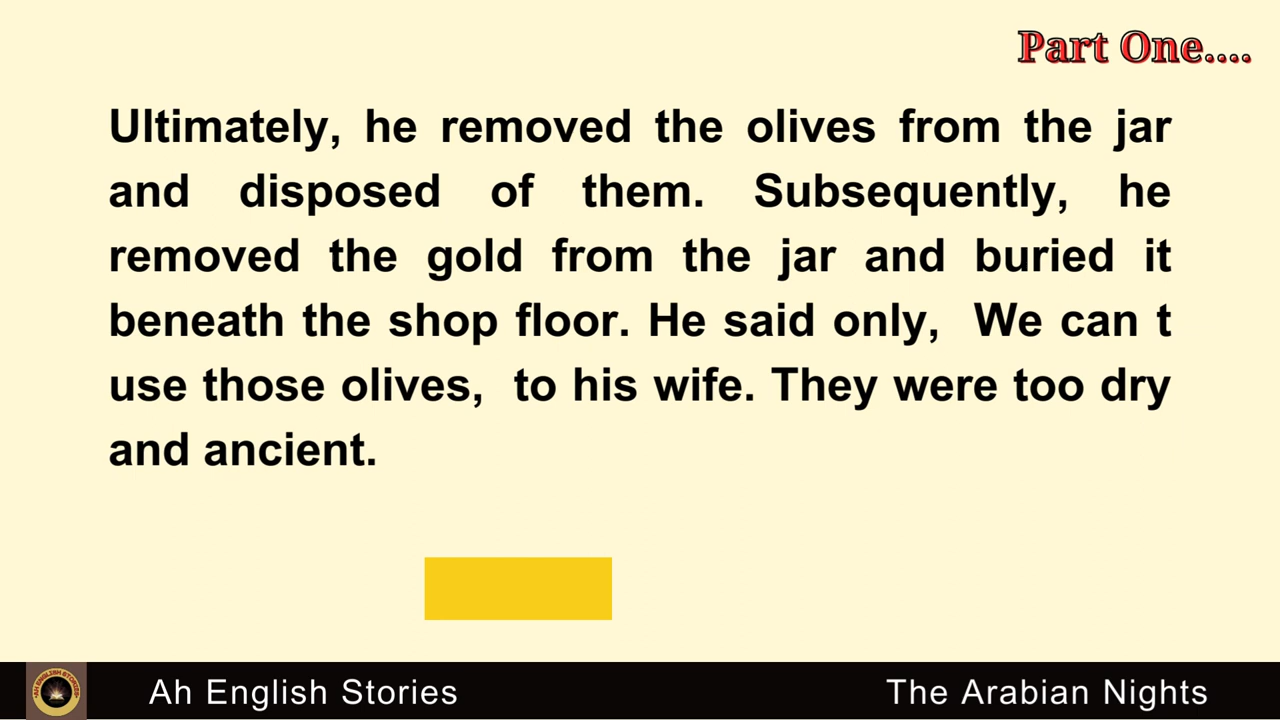 Part One....
Ultimately, he removed the olives from the jar
and disposed of them. Subsequently, he
removed the gold from the jar and buried it
beneath the shop floor. He said only,  We can t
use those olives,  to his wife. They were too dry
and ancient.
Ah English Stories
The Arabian Nights